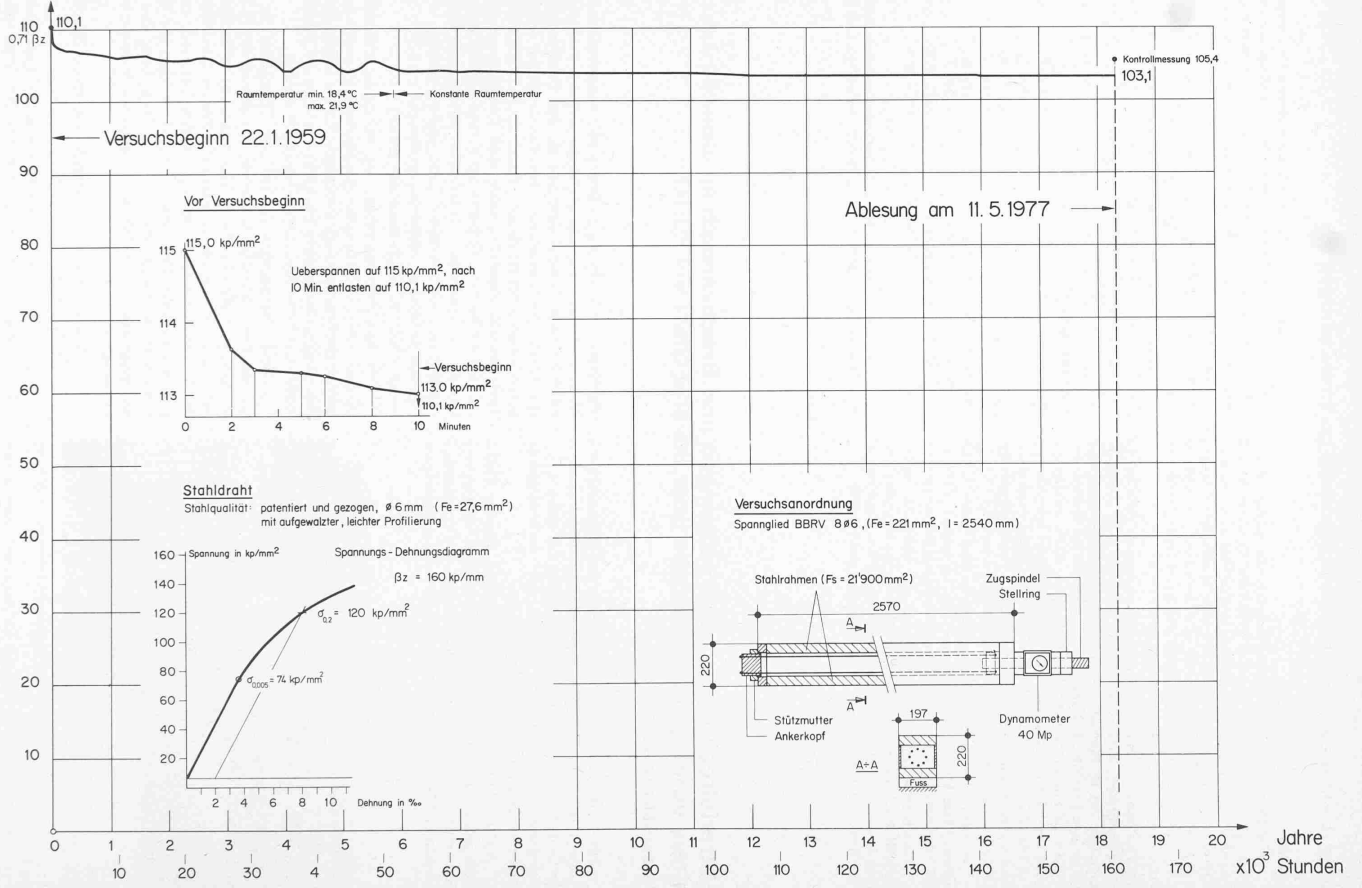 110
0,71 βz
110,1
100
90
80
70
60
50
40
30
20
10
Raumtemperatur min. 18,4 °C
max. 21,9 °C
Konstante Raumtemperatur
Kontrollmessung 105,4
103,1
Versuchsbeginn 22.1.1959
Ablesung am 11.5.1977
Vor Versuchsbeginn
115
115,0 kp/mm²
Ueberspannen auf 115 kp/mm², nach
10 Min. entlasten auf 110,1 kp/mm²
114
Versuchsbeginn
113
113.0 kp/mm²
110,1 kp/mm²
0 2 4 6 8 10 Minuten
Stahldraht
Stahlqualität: patentiert und gezogen, ø 6 mm (Fe = 27,6 mm²)
mit aufgewalzter, leichter Profilierung
160 Spannung in kp/mm² Spannungs - Dehnungsdiagramm
βz = 160 kp/mm
140
120
σ0,2 = 120 kp/mm²
100
80
σ0,005 = 74 kp/mm²
60
40
20
2 4 6 8 10 Dehnung in ‰
Versuchsanordnung
Spannglied BBRV 8ø6, (Fe = 221 mm², l = 2540 mm)
Stahlrahmen (Fs = 21'900 mm²)
Zugspindel
Stellring
2570
A
220
A
Stützmutter
Ankerkopf
197
Dynamometer
40 Mp
A÷A
220
Fuss
0 1 2 3 4 5 6 7 8 9 10 11 12 13 14 15 16 17 18 19 20 Jahre
10 20 30 4 50 60 70 80 90 100 110 120 130 140 150 160 170 x10³ Stunden